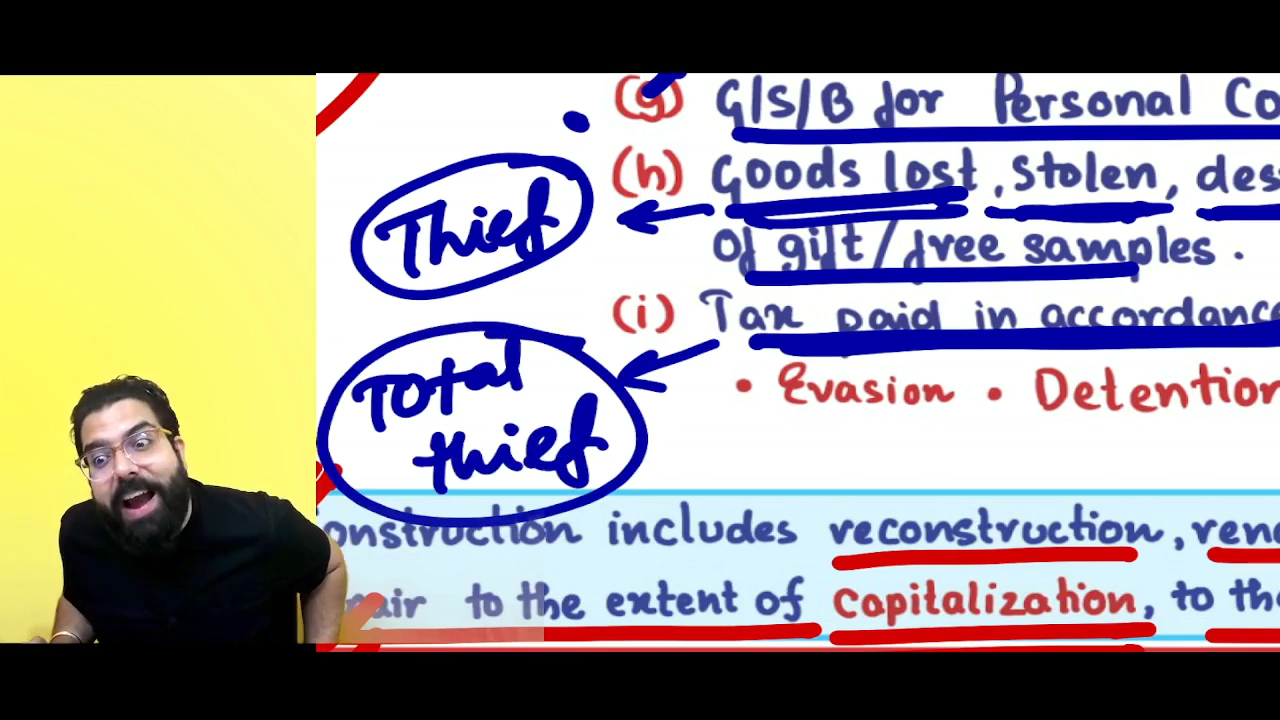 (g) G/S/B for Personal Co
(h) Goods lost, stolen, des
Thief
of gift/free samples.
(i) Tax paid in accordance
Total
thief
• Evasion • Detention
onstruction includes reconstruction, ren
air to the extent of capitalization, to th